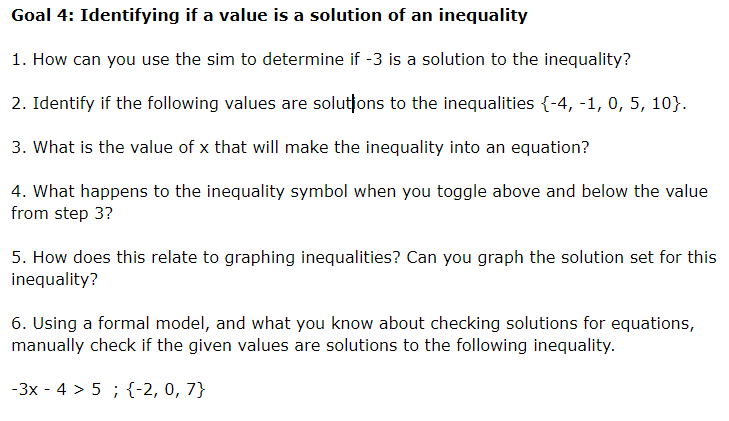 Goal 4: Identifying if a value is a solution of an inequality
1. How can you use the sim to determine if -3 is a solution to the inequality?
2. Identify if the following values are solutions to the inequalities {-4, -1, 0, 5, 10}.
3. What is the value of x that will make the inequality into an equation?
4. What happens to the inequality symbol when you toggle above and below the value
from step 3?
5. How does this relate to graphing inequalities? Can you graph the solution set for this
inequality?
6. Using a formal model, and what you know about checking solutions for equations,
manually check if the given values are solutions to the following inequality.
-3x - 4 > 5 ; {-2, 0, 7}